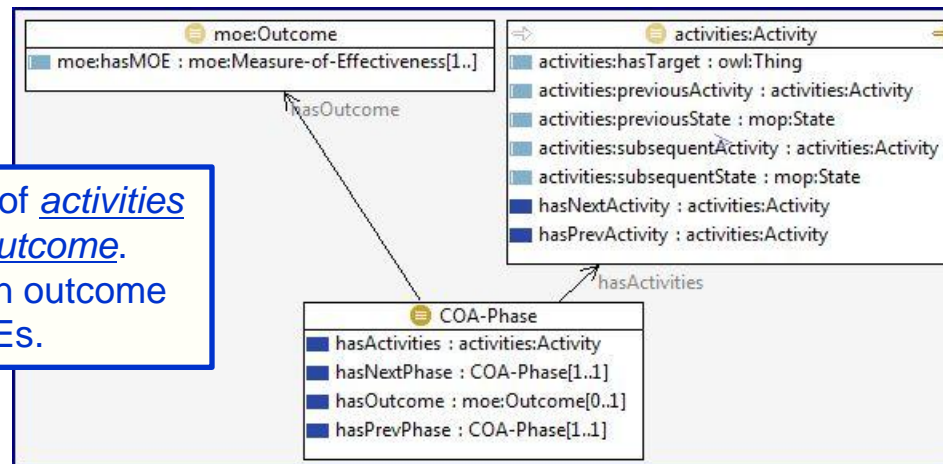 moe:Outcome
moe:hasMOE : moe:Measure-of-Effectiveness[1..]
activities:Activity
activities:hasTarget : owl:Thing
activities:previousActivity : activities:Activity
activities:previousState : mop:State
activities:subsequentActivity : activities:Activity
activities:subsequentState : mop:State
hasNextActivity : activities:Activity
hasPrevActivity : activities:Activity
hasOutcome
of activities
utcome.
n outcome
Es.
hasActivities
COA-Phase
hasActivities : activities:Activity
hasNextPhase : COA-Phase[1..1]
hasOutcome : moe:Outcome[0..1]
hasPrevPhase : COA-Phase[1..1]